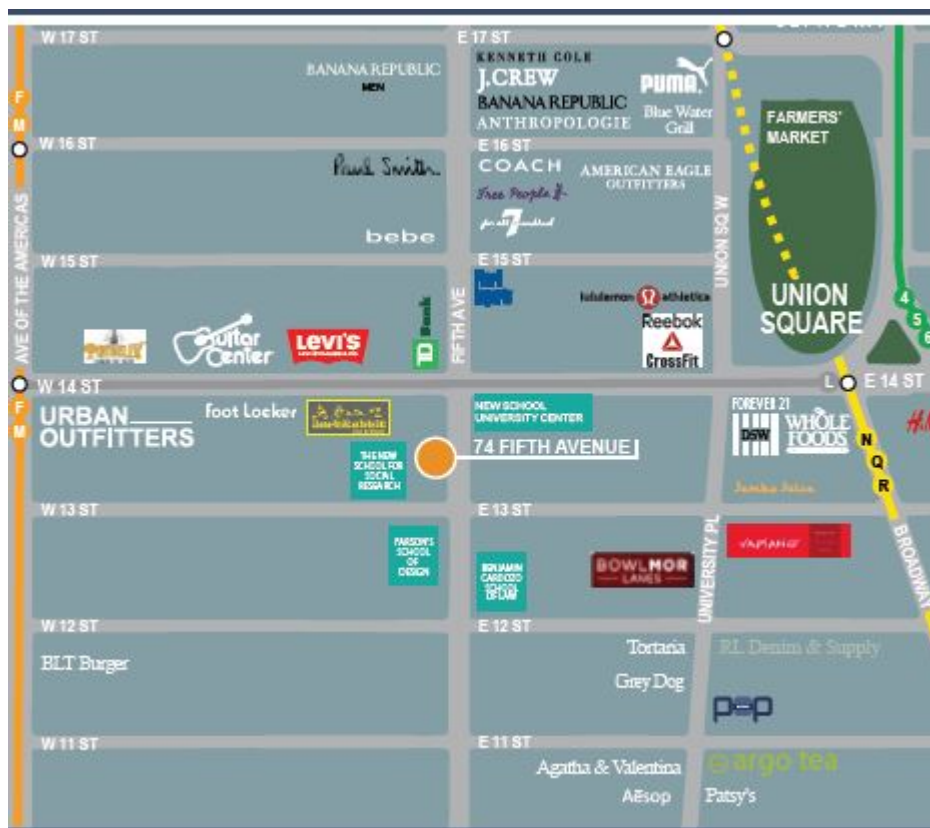 W 17 ST
E 17 ST
BANANA REPUBLIC
MEN
KENNETH COLE
J.CREW
BANANA REPUBLIC
ANTHROPOLOGIE
PUMA
Blue Water
Grill
FARMERS'
MARKET
F
M
W 16 ST
E 16 ST
Paul Smith
COACH
Free People
for all 7 mankind
AMERICAN EAGLE
OUTFITTERS
bebe
AVE OF THE AMERICAS
FIFTH AVE
UNION SQ W
W 15 ST
E 15 ST
UNION
SQUARE
4
5
6
Guitar
Center
LEVI'S
TD Bank
lululemon athletica
Reebok
CrossFit
W 14 ST
L
E 14 ST
F
M
URBAN
OUTFITTERS
foot Locker
NEW SCHOOL
UNIVERSITY CENTER
74 FIFTH AVENUE
THE NEW
SCHOOL FOR
SOCIAL
RESEARCH
FOREVER 21
DSW
WHOLE
FOODS
H&M
Jamba Juice
N
Q
R
W 13 ST
E 13 ST
PARSON'S
SCHOOL
OF
DESIGN
BENJAMIN
CARDOZO
SCHOOL
OF LAW
BOWLMOR
LANES
UNIVERSITY PL
VAPIANO
BROADWAY
W 12 ST
E 12 ST
BLT Burger
Tortaria
Grey Dog
RL Denim & Supply
W 11 ST
E 11 ST
Agatha & Valentina
Aēsop
argo tea
Patsy's